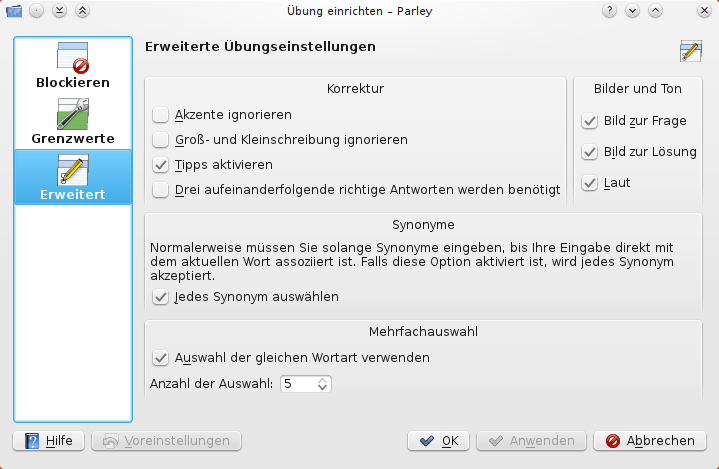 Übung einrichten – Parley
Blockieren
Grenzwerte
Erweitert
Erweiterte Übungseinstellungen
Korrektur
Akzente ignorieren
Groß- und Kleinschreibung ignorieren
Tipps aktivieren
Drei aufeinanderfolgende richtige Antworten werden benötigt
Bilder und Ton
Bild zur Frage
Bild zur Lösung
Laut
Synonyme
Normalerweise müssen Sie solange Synonyme eingeben, bis Ihre Eingabe direkt mit
dem aktuellen Wort assoziiert ist. Falls diese Option aktiviert ist, wird jedes Synonym
akzeptiert.
Jedes Synonym auswählen
Mehrfachauswahl
Auswahl der gleichen Wortart verwenden
Anzahl der Auswahl: 5
Hilfe Voreinstellungen OK Anwenden Abbrechen